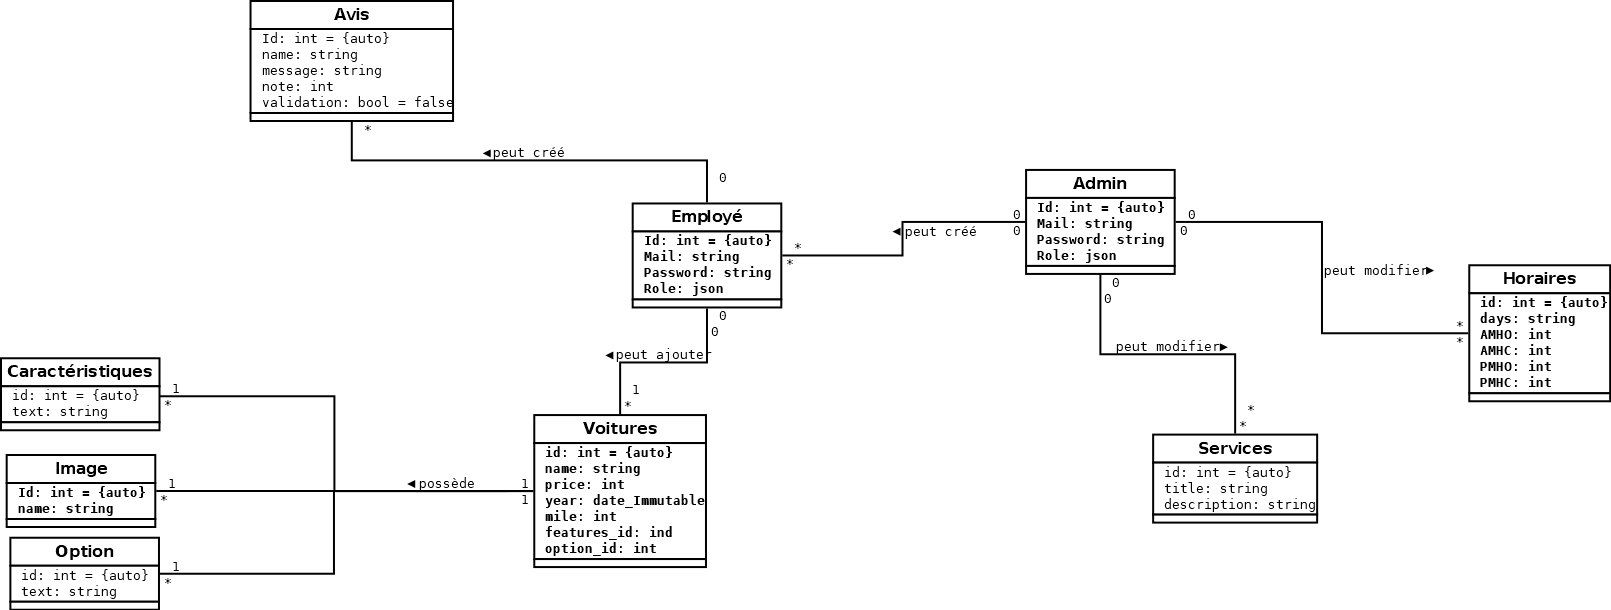 Avis
Id: int = {auto}
name: string
message: string
note: int
validation: bool = false
*
◄peut créé
0
Employé
Id: int = {auto}
Mail: string
Password: string
Role: json
*
*
◄peut créé
0
0
Admin
Id: int = {auto}
Mail: string
Password: string
Role: json
0
0
peut modifier►
*
*
Horaires
id: int = {auto}
days: string
AMHO: int
AMHC: int
PMHO: int
PMHC: int
0
0
peut modifier►
*
*
Services
id: int = {auto}
title: string
description: string
0
0
◄peut ajouter
1
*
Voitures
id: int = {auto}
name: string
price: int
year: date_Immutable
mile: int
features_id: ind
option_id: int
1
1
◄possède
Caractéristiques
id: int = {auto}
text: string
1
*
Image
Id: int = {auto}
name: string
1
*
Option
id: int = {auto}
text: string
1
*